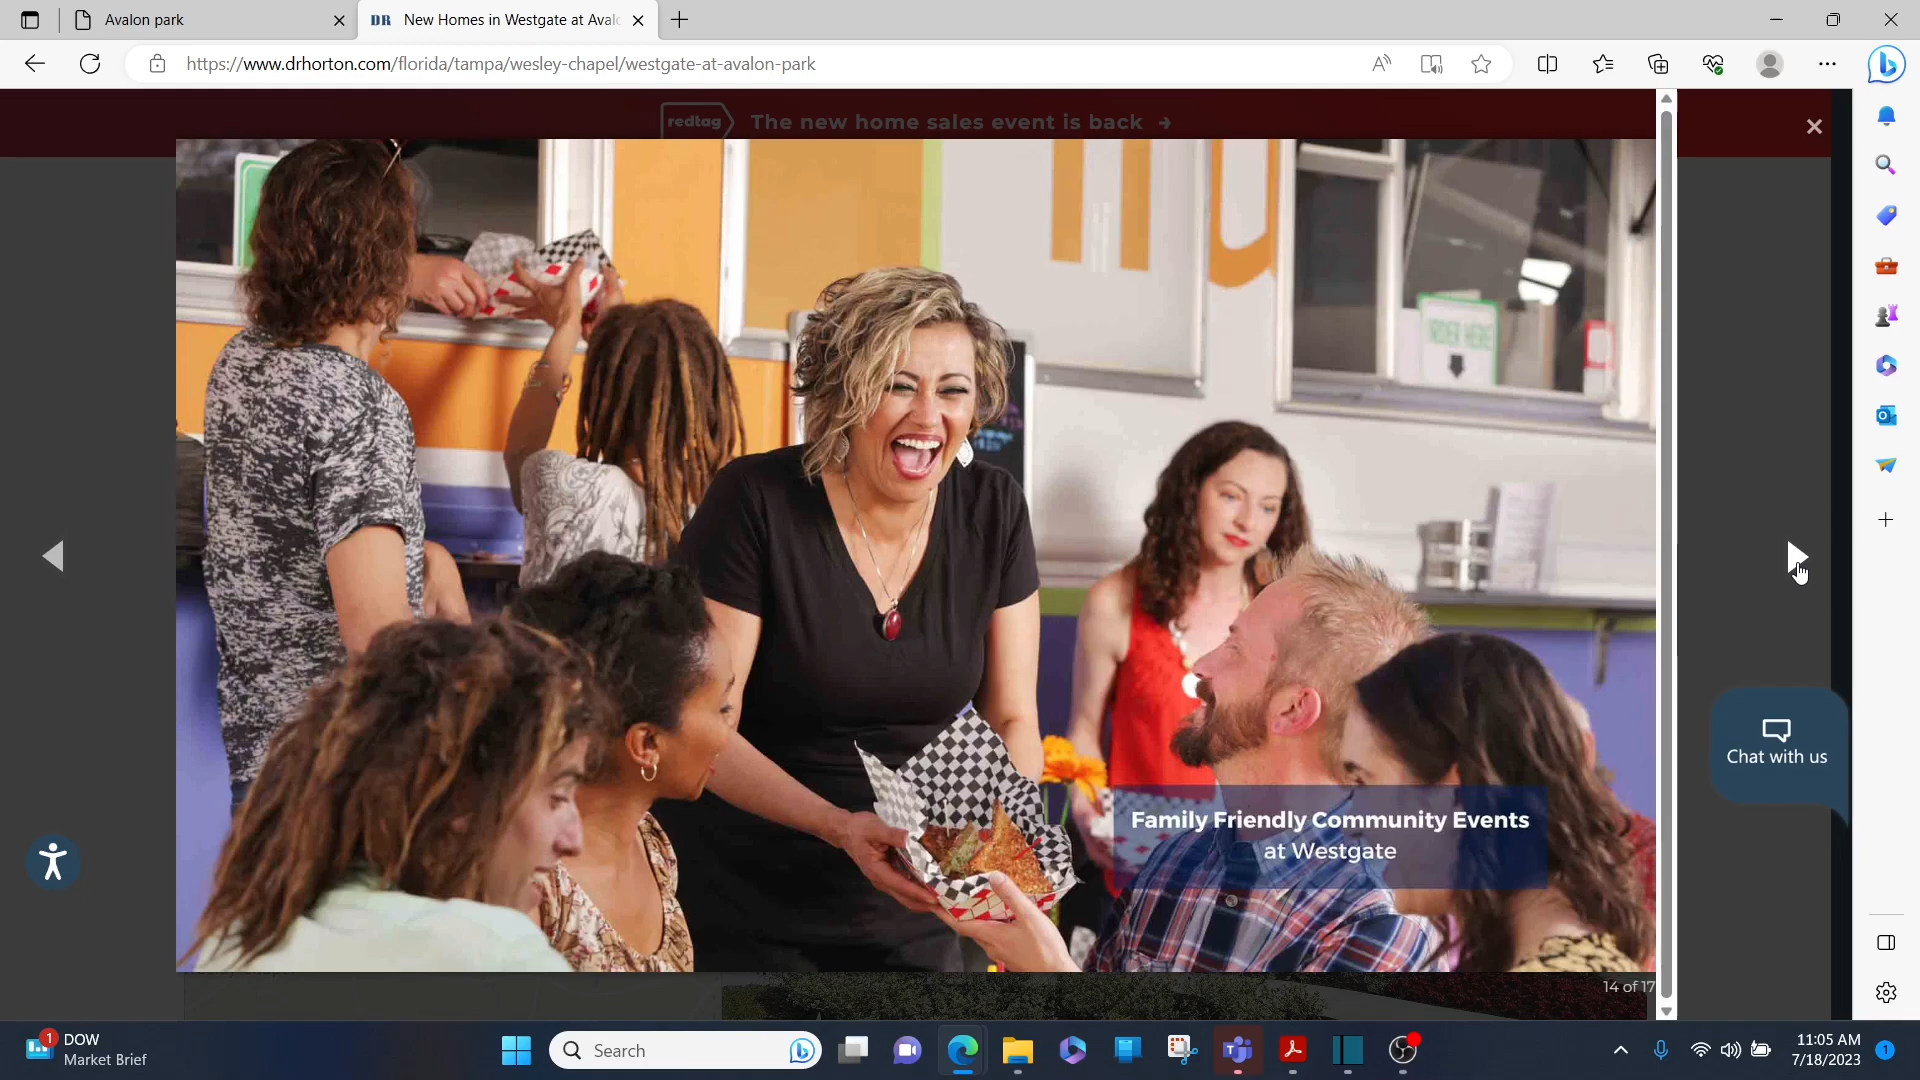 Avalon park
DR New Homes in Westgate at Aval
https://www.drhorton.com/florida/tampa/wesley-chapel/westgate-at-avalon-park
redtag The new home sales event is back →
Family Friendly Community Events
at Westgate
14 of 17
Chat with us
1
DOW
Market Brief
Search
11:05 AM
7/18/2023
1